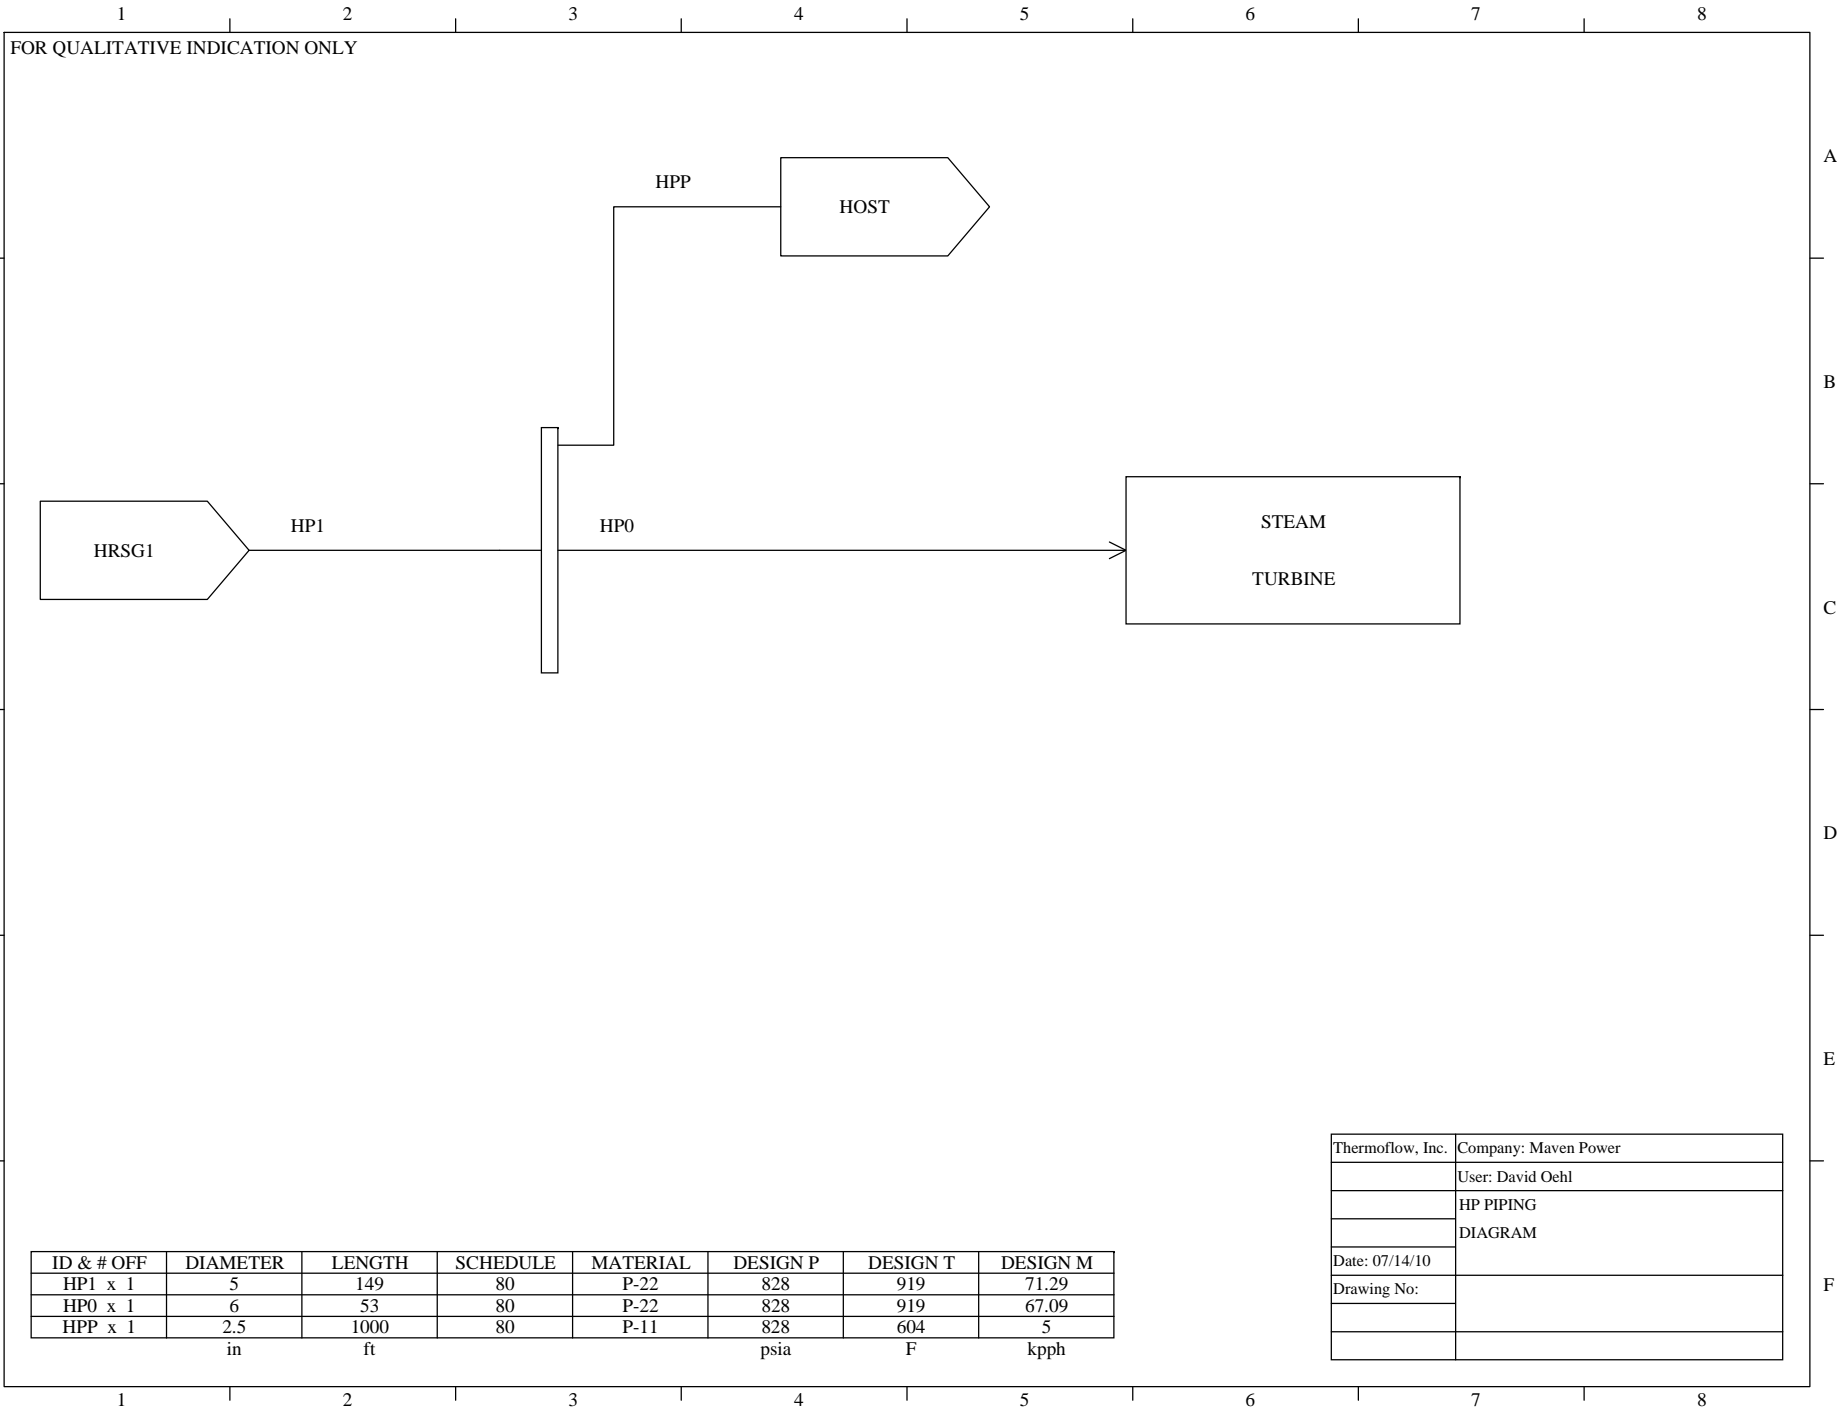 1 2 3 4 5 6 7 8
FOR QUALITATIVE INDICATION ONLY
A
HPP
HOST
B
HP1
HP0
STEAM
HRSG1
TURBINE
C
D
E
Thermoflow, Inc. Company: Maven Power
User: David Oehl
HP PIPING
DIAGRAM
Date: 07/14/10
Drawing No:
F
ID & # OFF DIAMETER LENGTH SCHEDULE MATERIAL DESIGN P DESIGN T DESIGN M
HP1 x 1 5 149 80 P-22 828 919 71.29
HP0 x 1 6 53 80 P-22 828 919 67.09
HPP x 1 2.5 1000 80 P-11 828 604 5
in ft psia F kpph
1 2 3 4 5 6 7 8